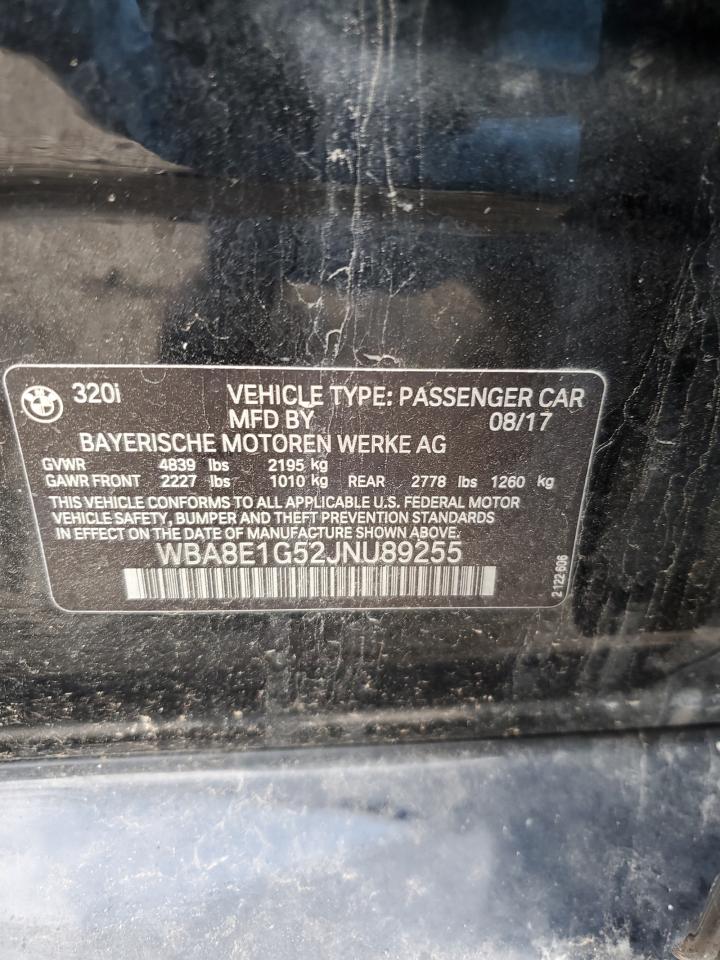 320i VEHICLE TYPE: PASSENGER CAR
MFD BY 08/17
BAYERISCHE MOTOREN WERKE AG
GVWR 4839 lbs 2195 kg
GAWR FRONT 2227 lbs 1010 kg REAR 2778 lbs 1260 kg
THIS VEHICLE CONFORMS TO ALL APPLICABLE U.S. FEDERAL MOTOR
VEHICLE SAFETY, BUMPER AND THEFT PREVENTION STANDARDS
IN EFFECT ON THE DATE OF MANUFACTURE SHOWN ABOVE.
WBA8E1G52JNU89255
2 122 606